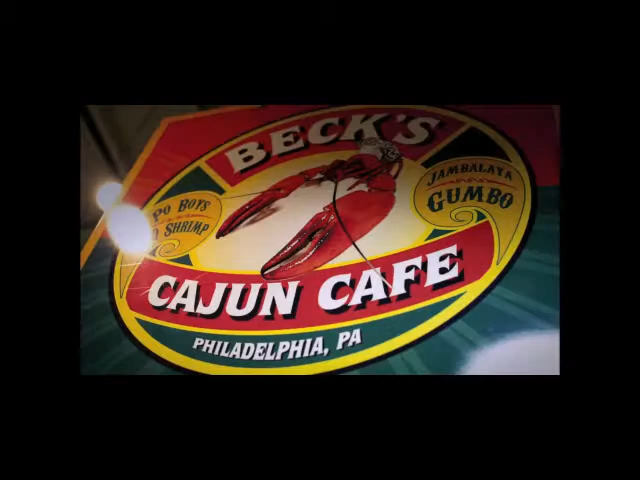 BECK'S
PO BOYS
SHRIMP
JAMBALAYA
GUMBO
CAJUN CAFE
PHILADELPHIA, PA